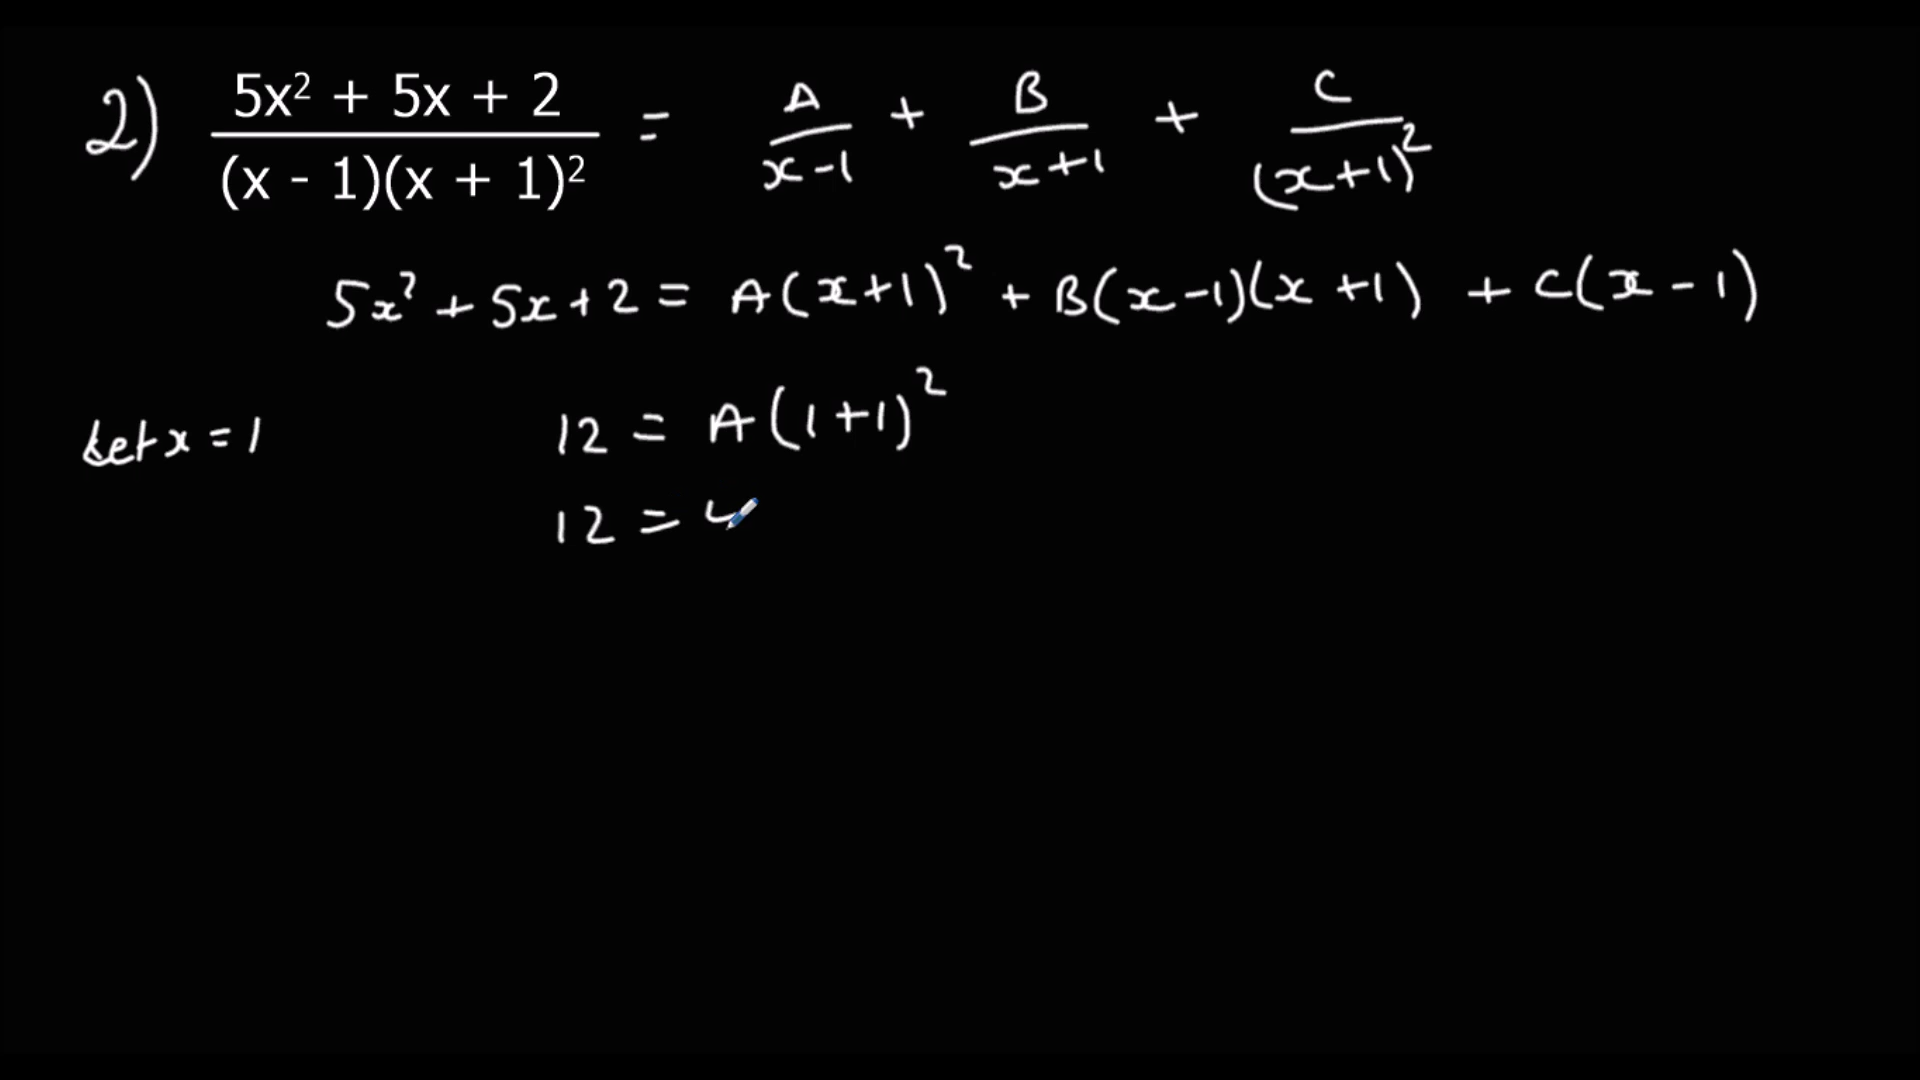 2) 5x² + 5x + 2 / (x - 1)(x + 1)² = A / x-1 + B / x+1 + C / (x+1)²
5x² + 5x + 2 = A(x+1)² + B(x-1)(x+1) + C(x-1)
Let x = 1 12 = A(1+1)²
12 = 4